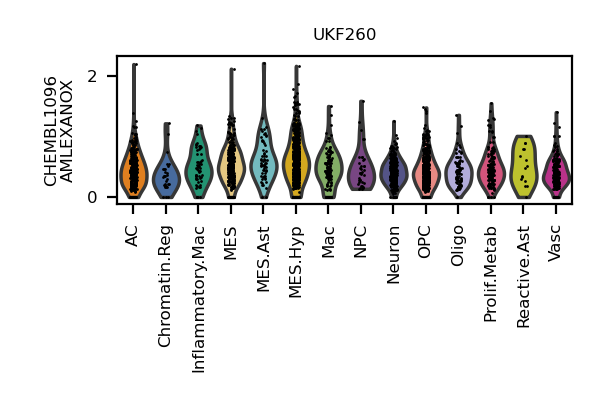 UKF260
CHEMBL1096
AMLEXANOX
2
0
AC
Chromatin.Reg
Inflammatory.Mac
MES
MES.Ast
MES.Hyp
Mac
NPC
Neuron
OPC
Oligo
Prolif.Metab
Reactive.Ast
Vasc